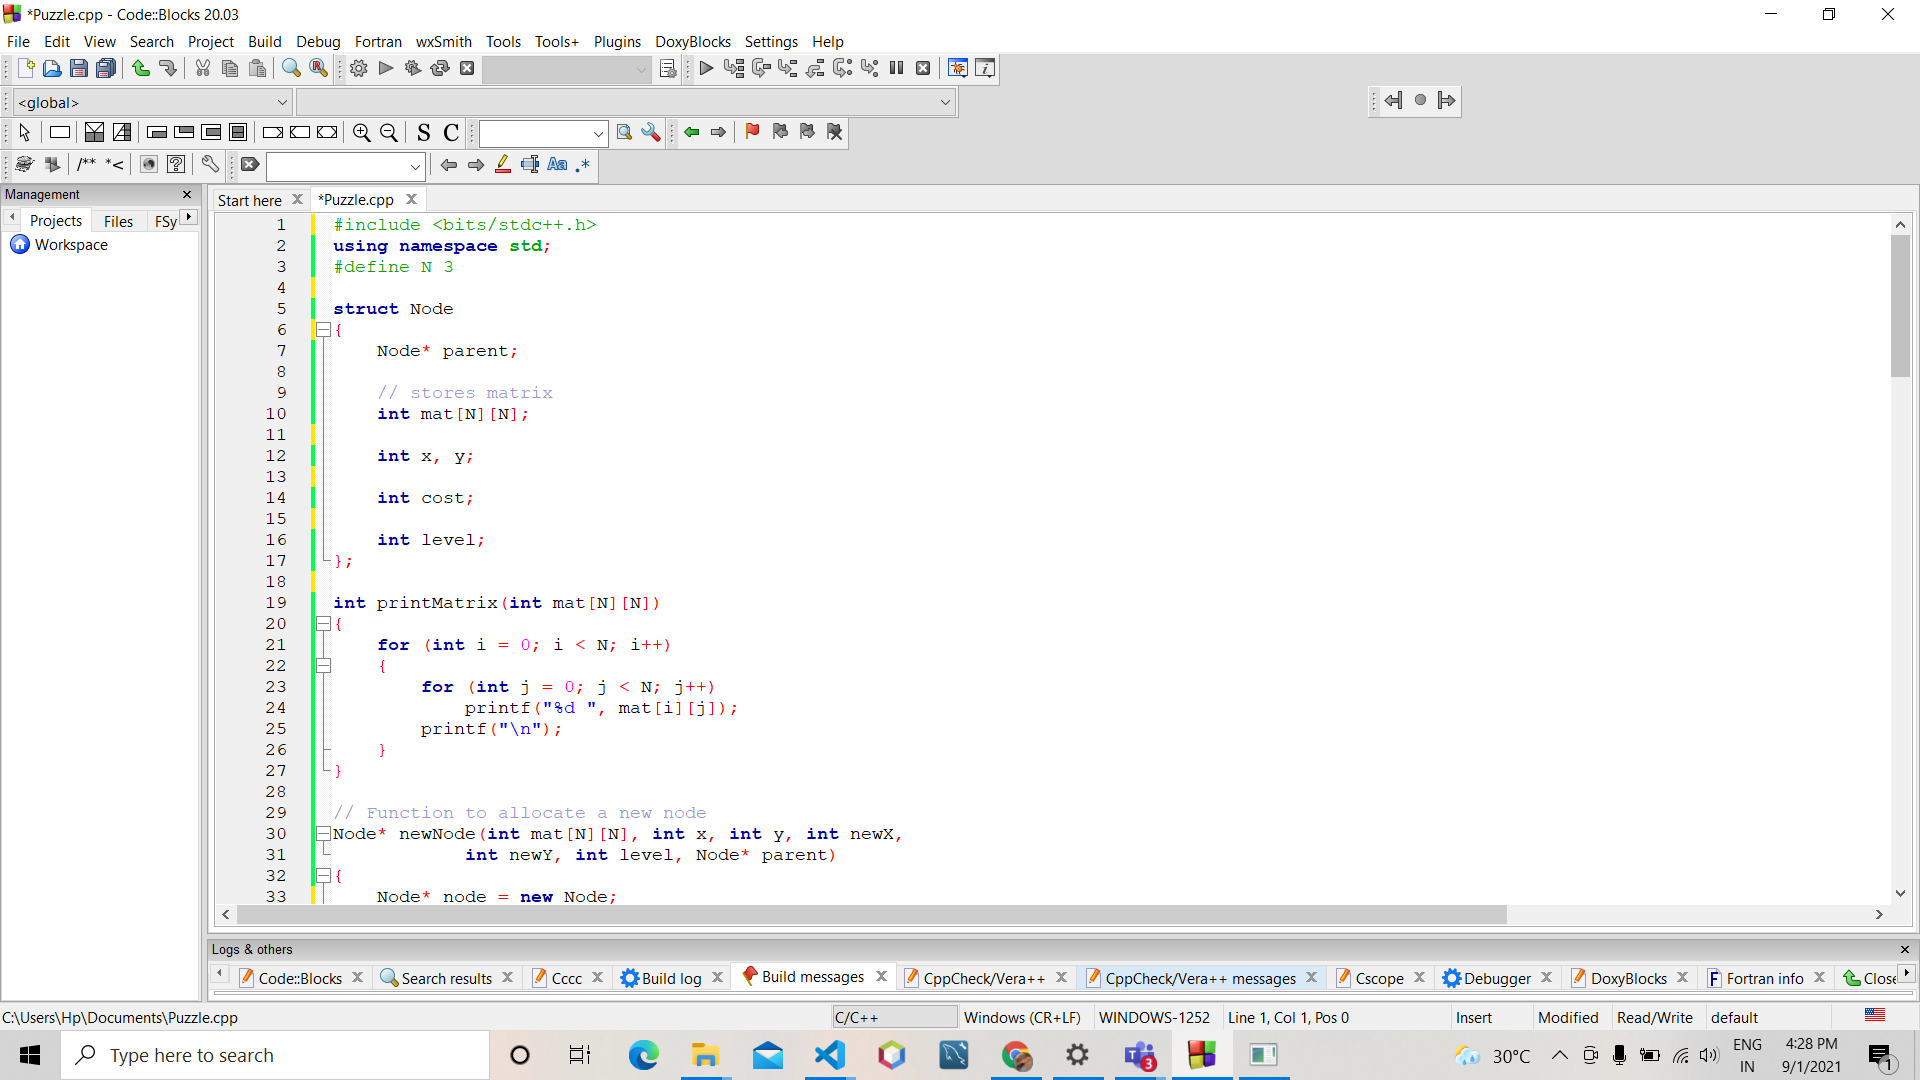 *Puzzle.cpp - Code::Blocks 20.03
File Edit View Search Project Build Debug Fortran wxSmith Tools Tools+ Plugins DoxyBlocks Settings Help
<global>
S C
/** *<
Aa .*
Management
Projects Files FSy
Workspace
Start here *Puzzle.cpp
1 #include <bits/stdc++.h>
2 using namespace std;
3 #define N 3
4
5 struct Node
6 {
7 Node* parent;
8
9 // stores matrix
10 int mat[N][N];
11
12 int x, y;
13
14 int cost;
15
16 int level;
17 };
18
19 int printMatrix(int mat[N][N])
20 {
21 for (int i = 0; i < N; i++)
22 {
23 for (int j = 0; j < N; j++)
24 printf("%d ", mat[i][j]);
25 printf("\n");
26 }
27 }
28
29 // Function to allocate a new node
30 Node* newNode(int mat[N][N], int x, int y, int newX,
31 int newY, int level, Node* parent)
32 {
33 Node* node = new Node;
Logs & others
Code::Blocks Search results Cccc Build log Build messages CppCheck/Vera++ CppCheck/Vera++ messages Cscope Debugger DoxyBlocks Fortran info Close
C:\Users\Hp\Documents\Puzzle.cpp C/C++ Windows (CR+LF) WINDOWS-1252 Line 1, Col 1, Pos 0 Insert Modified Read/Write default
Type here to search 3 30°C ENG IN 4:28 PM 9/1/2021 1